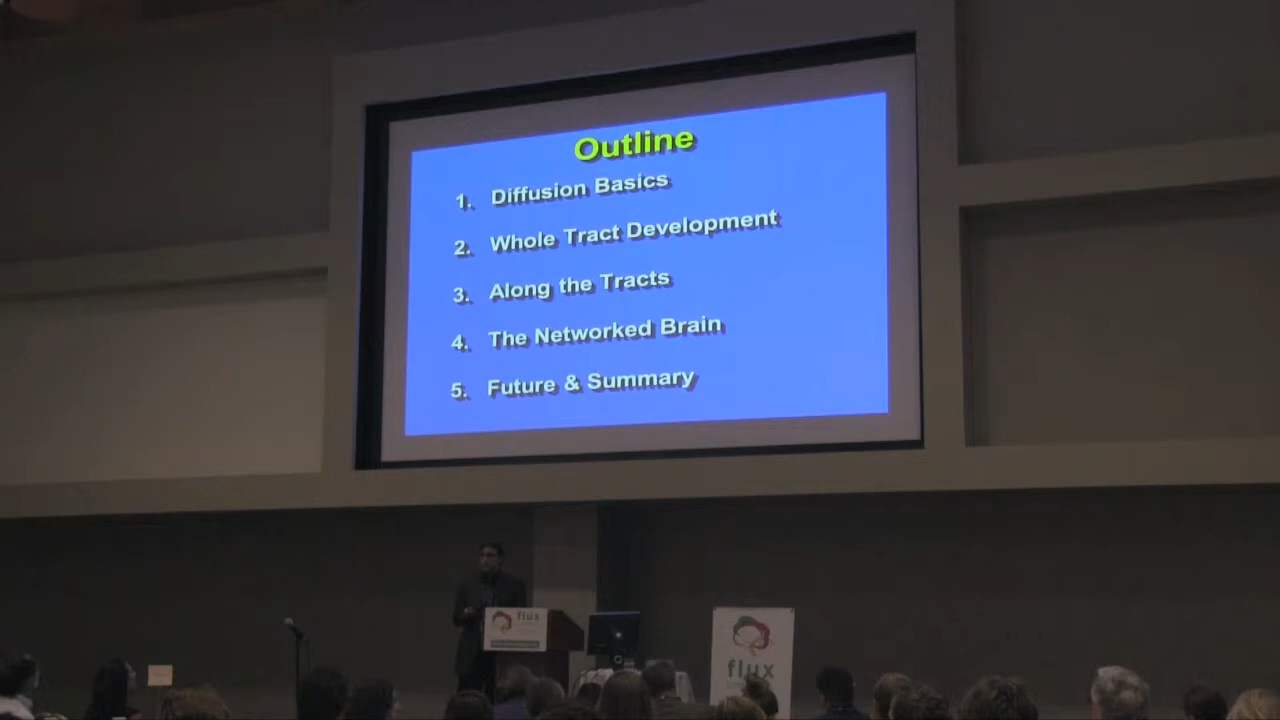 Outline
1. Diffusion Basics
2. Whole Tract Development
3. Along the Tracts
4. The Networked Brain
5. Future & Summary
flux
flux